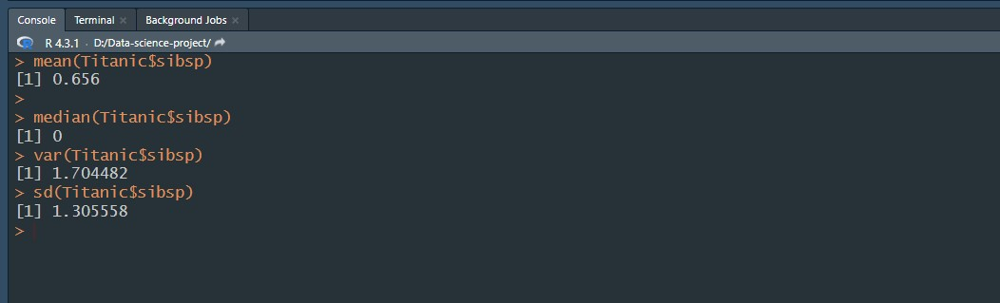 Console Terminal × Background Jobs ×
R 4.3.1 · D:/Data-science-project/
> mean(Titanic$sibsp)
[1] 0.656
>
> median(Titanic$sibsp)
[1] 0
> var(Titanic$sibsp)
[1] 1.704482
> sd(Titanic$sibsp)
[1] 1.305558
>